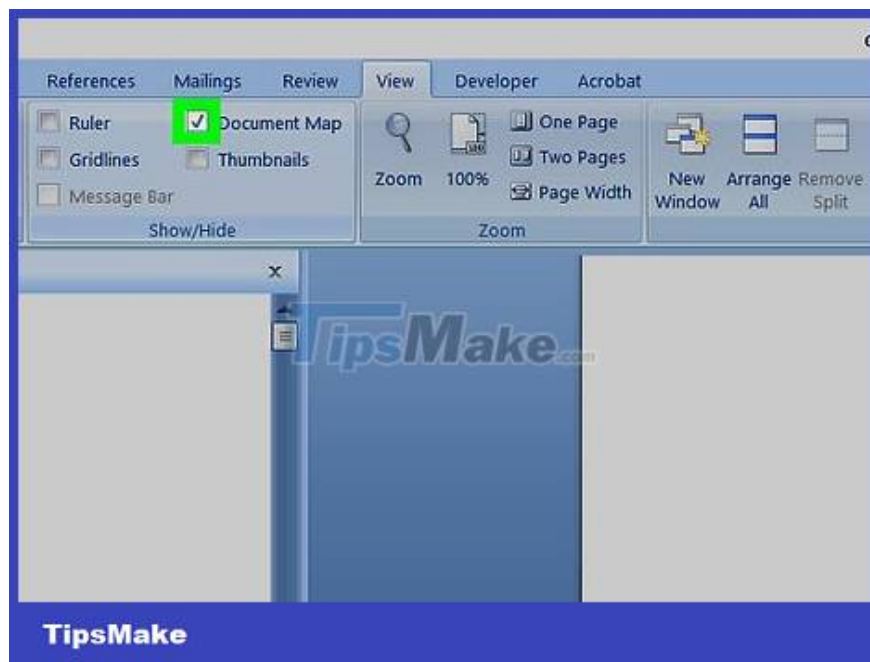 References Mailings Review View Developer Acrobat
Ruler Document Map
Gridlines Thumbnails
Message Bar
Show/Hide
Zoom 100%
One Page
Two Pages
Page Width
Zoom
New Window
Arrange All
Remove Split
x
TipsMake.com
TipsMake